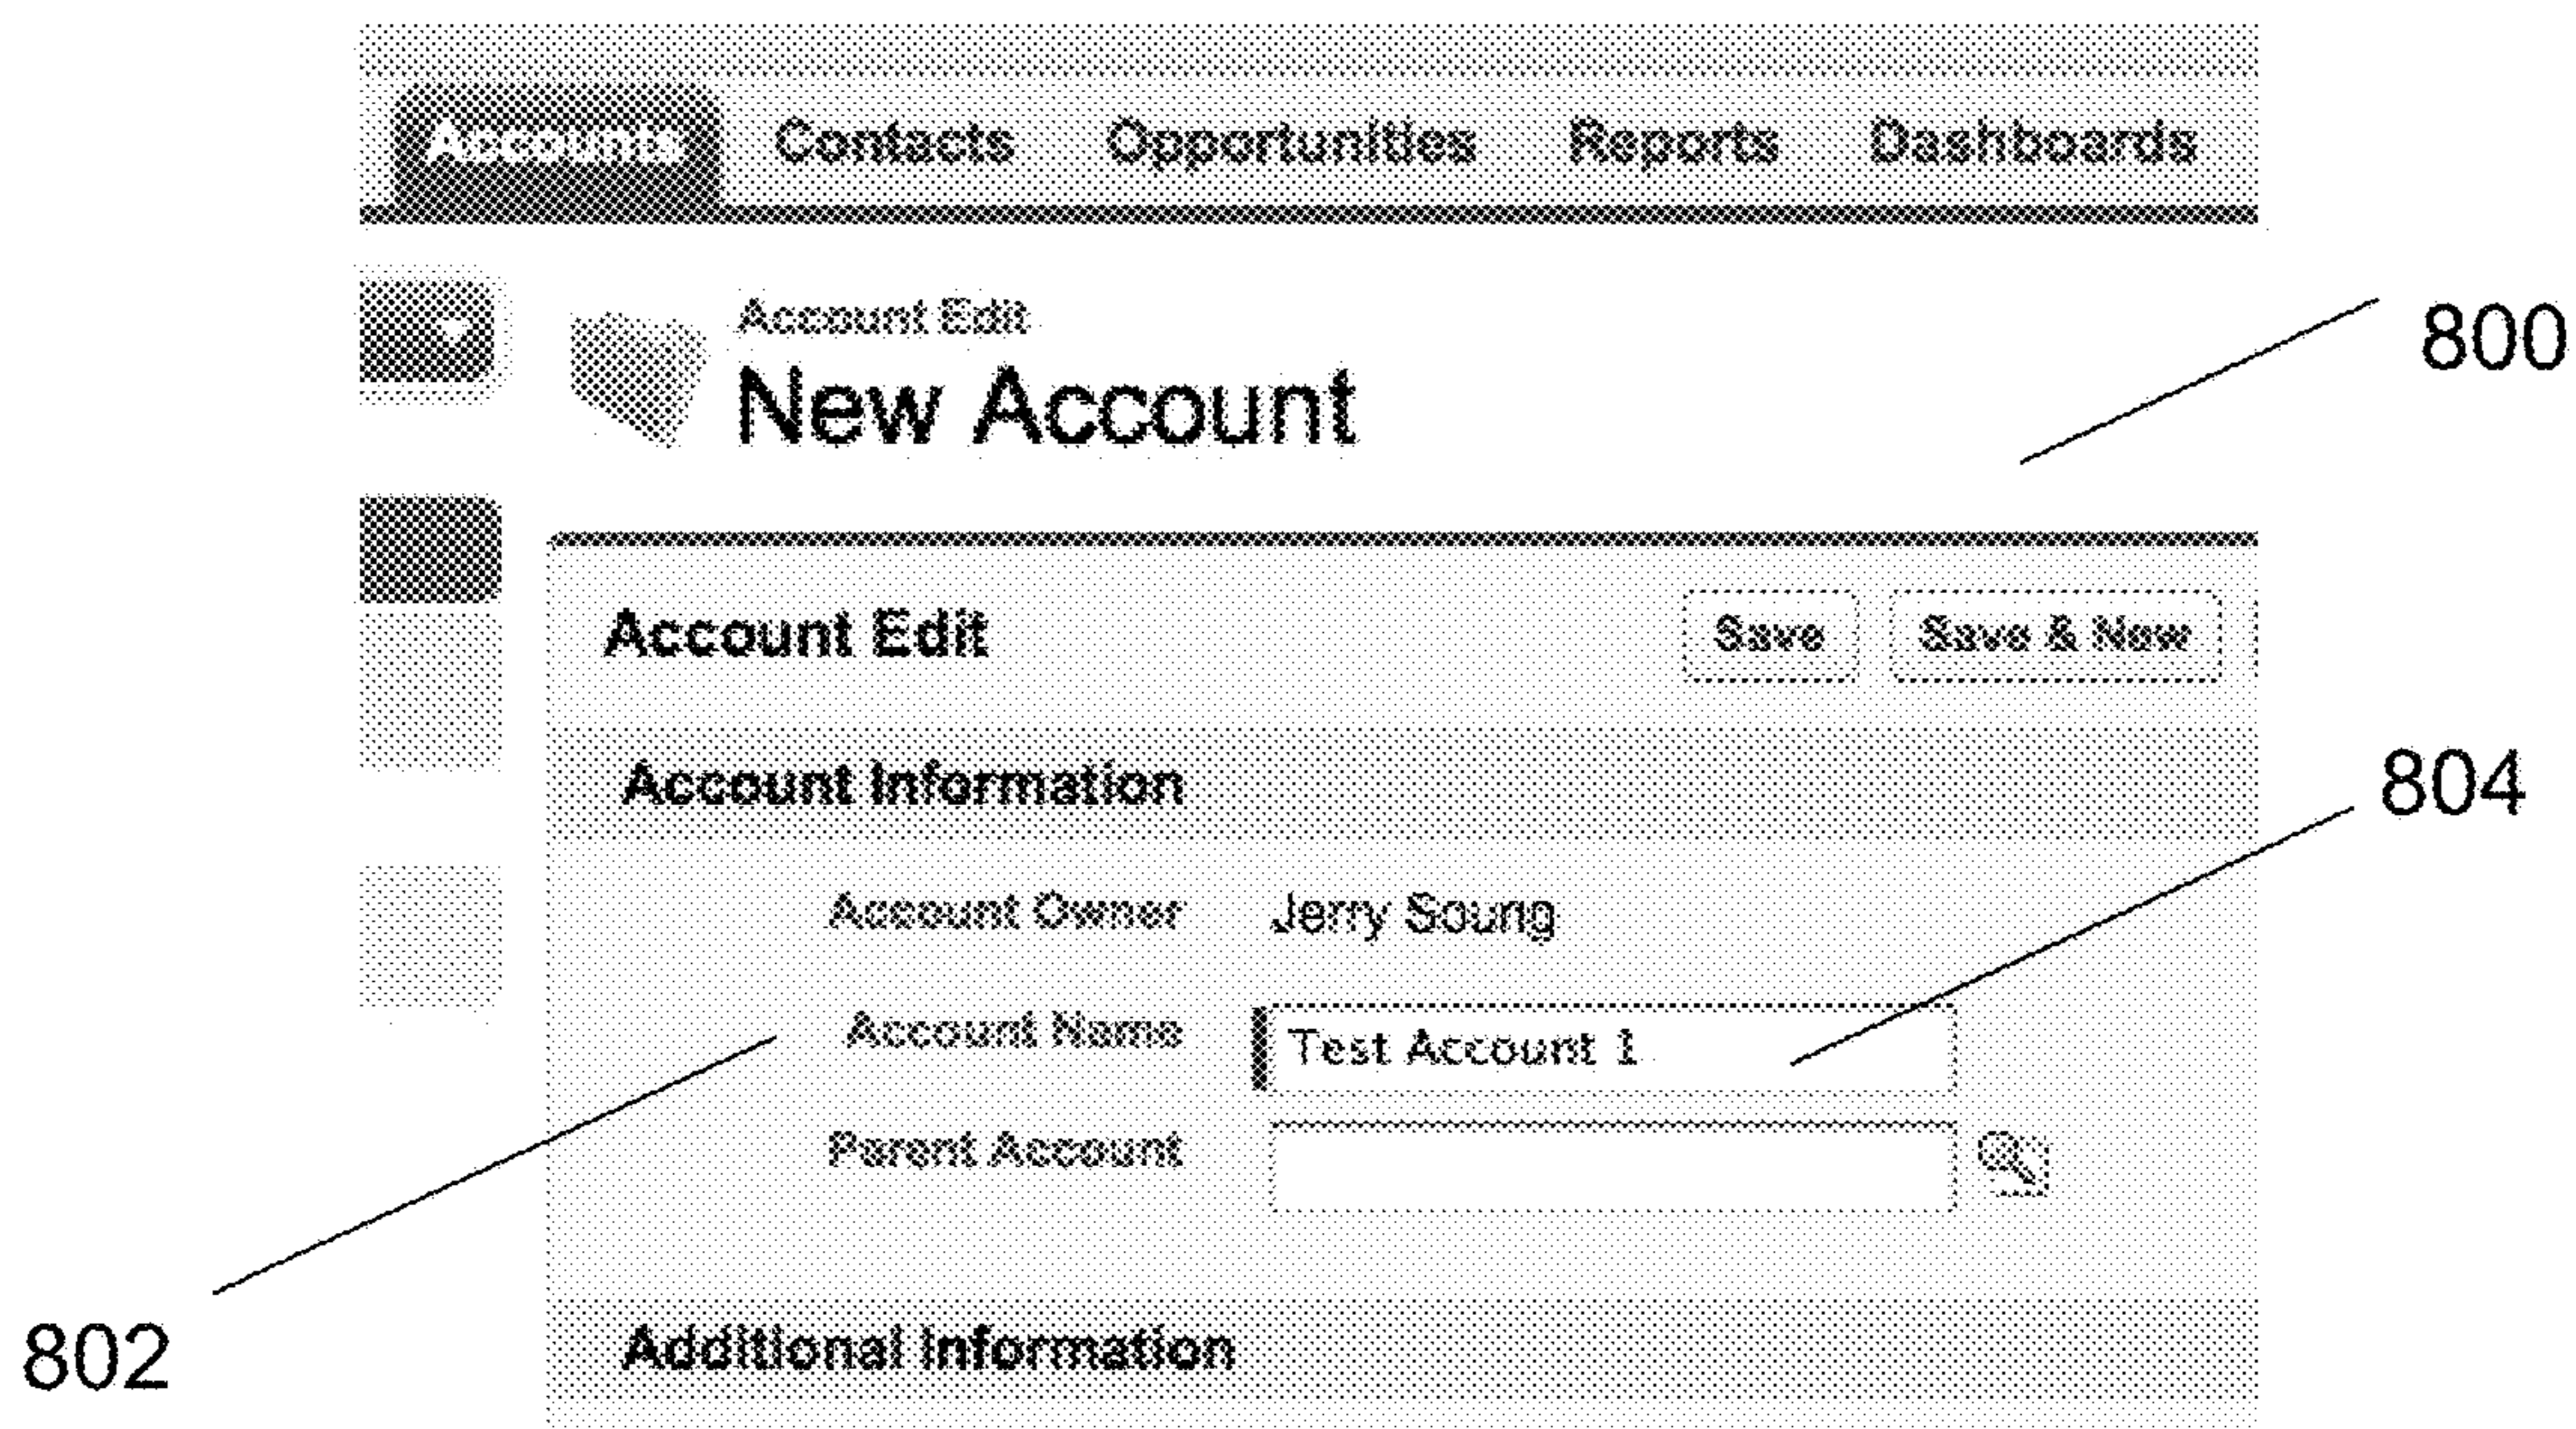 Accounts Contacts Opportunities Reports Dashboards
Account Edit
New Account
800
Account Edit Save Save & New
Account Information
804
Account Owner Jerry Soung
Account Name Test Account 1
Parent Account
802
Additional Information